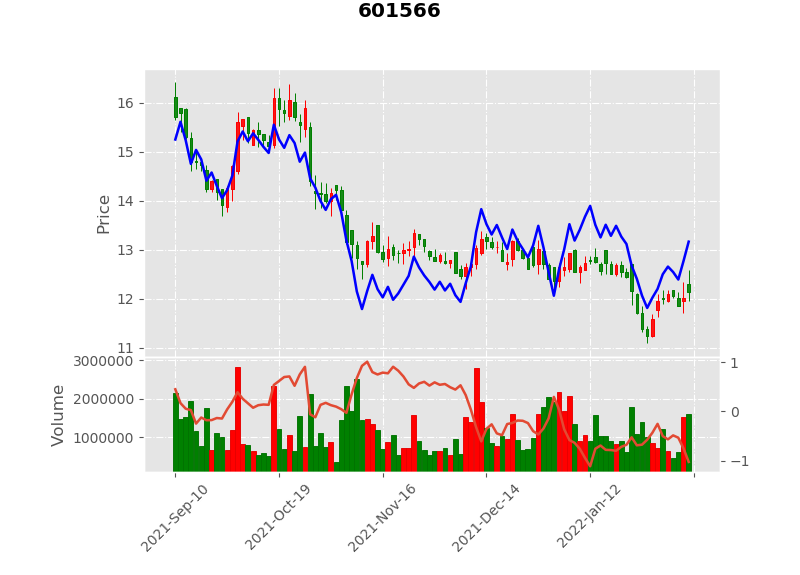 601566
Price
16
15
14
13
12
11
Volume
3000000
2000000
1000000
1
0
−1
2021-Sep-10
2021-Oct-19
2021-Nov-16
2021-Dec-14
2022-Jan-12